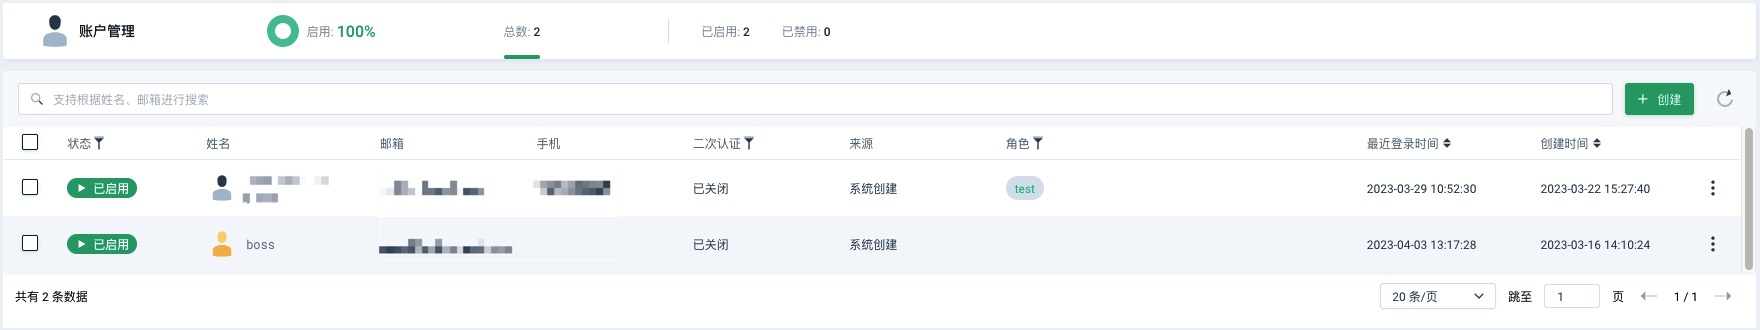 账户管理 启用: 100% 总数: 2 已启用: 2 已禁用: 0
支持根据姓名、邮箱进行搜索 + 创建
状态 姓名 邮箱 手机 二次认证 来源 角色 最近登录时间 创建时间
已启用 已关闭 系统创建 test 2023-03-29 10:52:30 2023-03-22 15:27:40
已启用 boss 已关闭 系统创建 2023-04-03 13:17:28 2023-03-16 14:10:24
共有 2 条数据 20 条/页 跳至 1 页 1 / 1